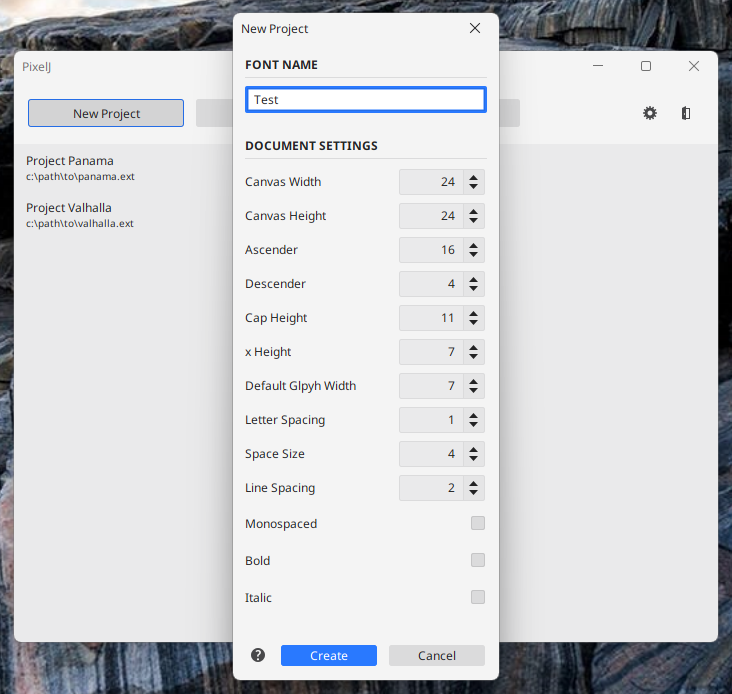 New Project
PixelJ
FONT NAME
New Project
Test
DOCUMENT SETTINGS
Project Panama
c:\path\to\panama.ext
Project Valhalla
c:\path\to\valhalla.ext
Canvas Width 24
Canvas Height 24
Ascender 16
Descender 4
Cap Height 11
x Height 7
Default Glpyh Width 7
Letter Spacing 1
Space Size 4
Line Spacing 2
Monospaced
Bold
Italic
? Create Cancel